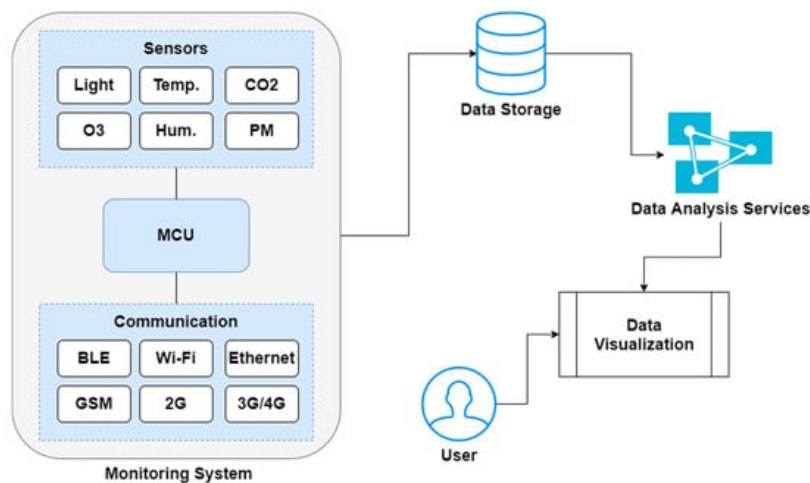 Sensors
Light
Temp.
CO2
O3
Hum.
PM
MCU
Communication
BLE
Wi-Fi
Ethernet
GSM
2G
3G/4G
Monitoring System
Data Storage
Data Analysis Services
Data
Visualization
User